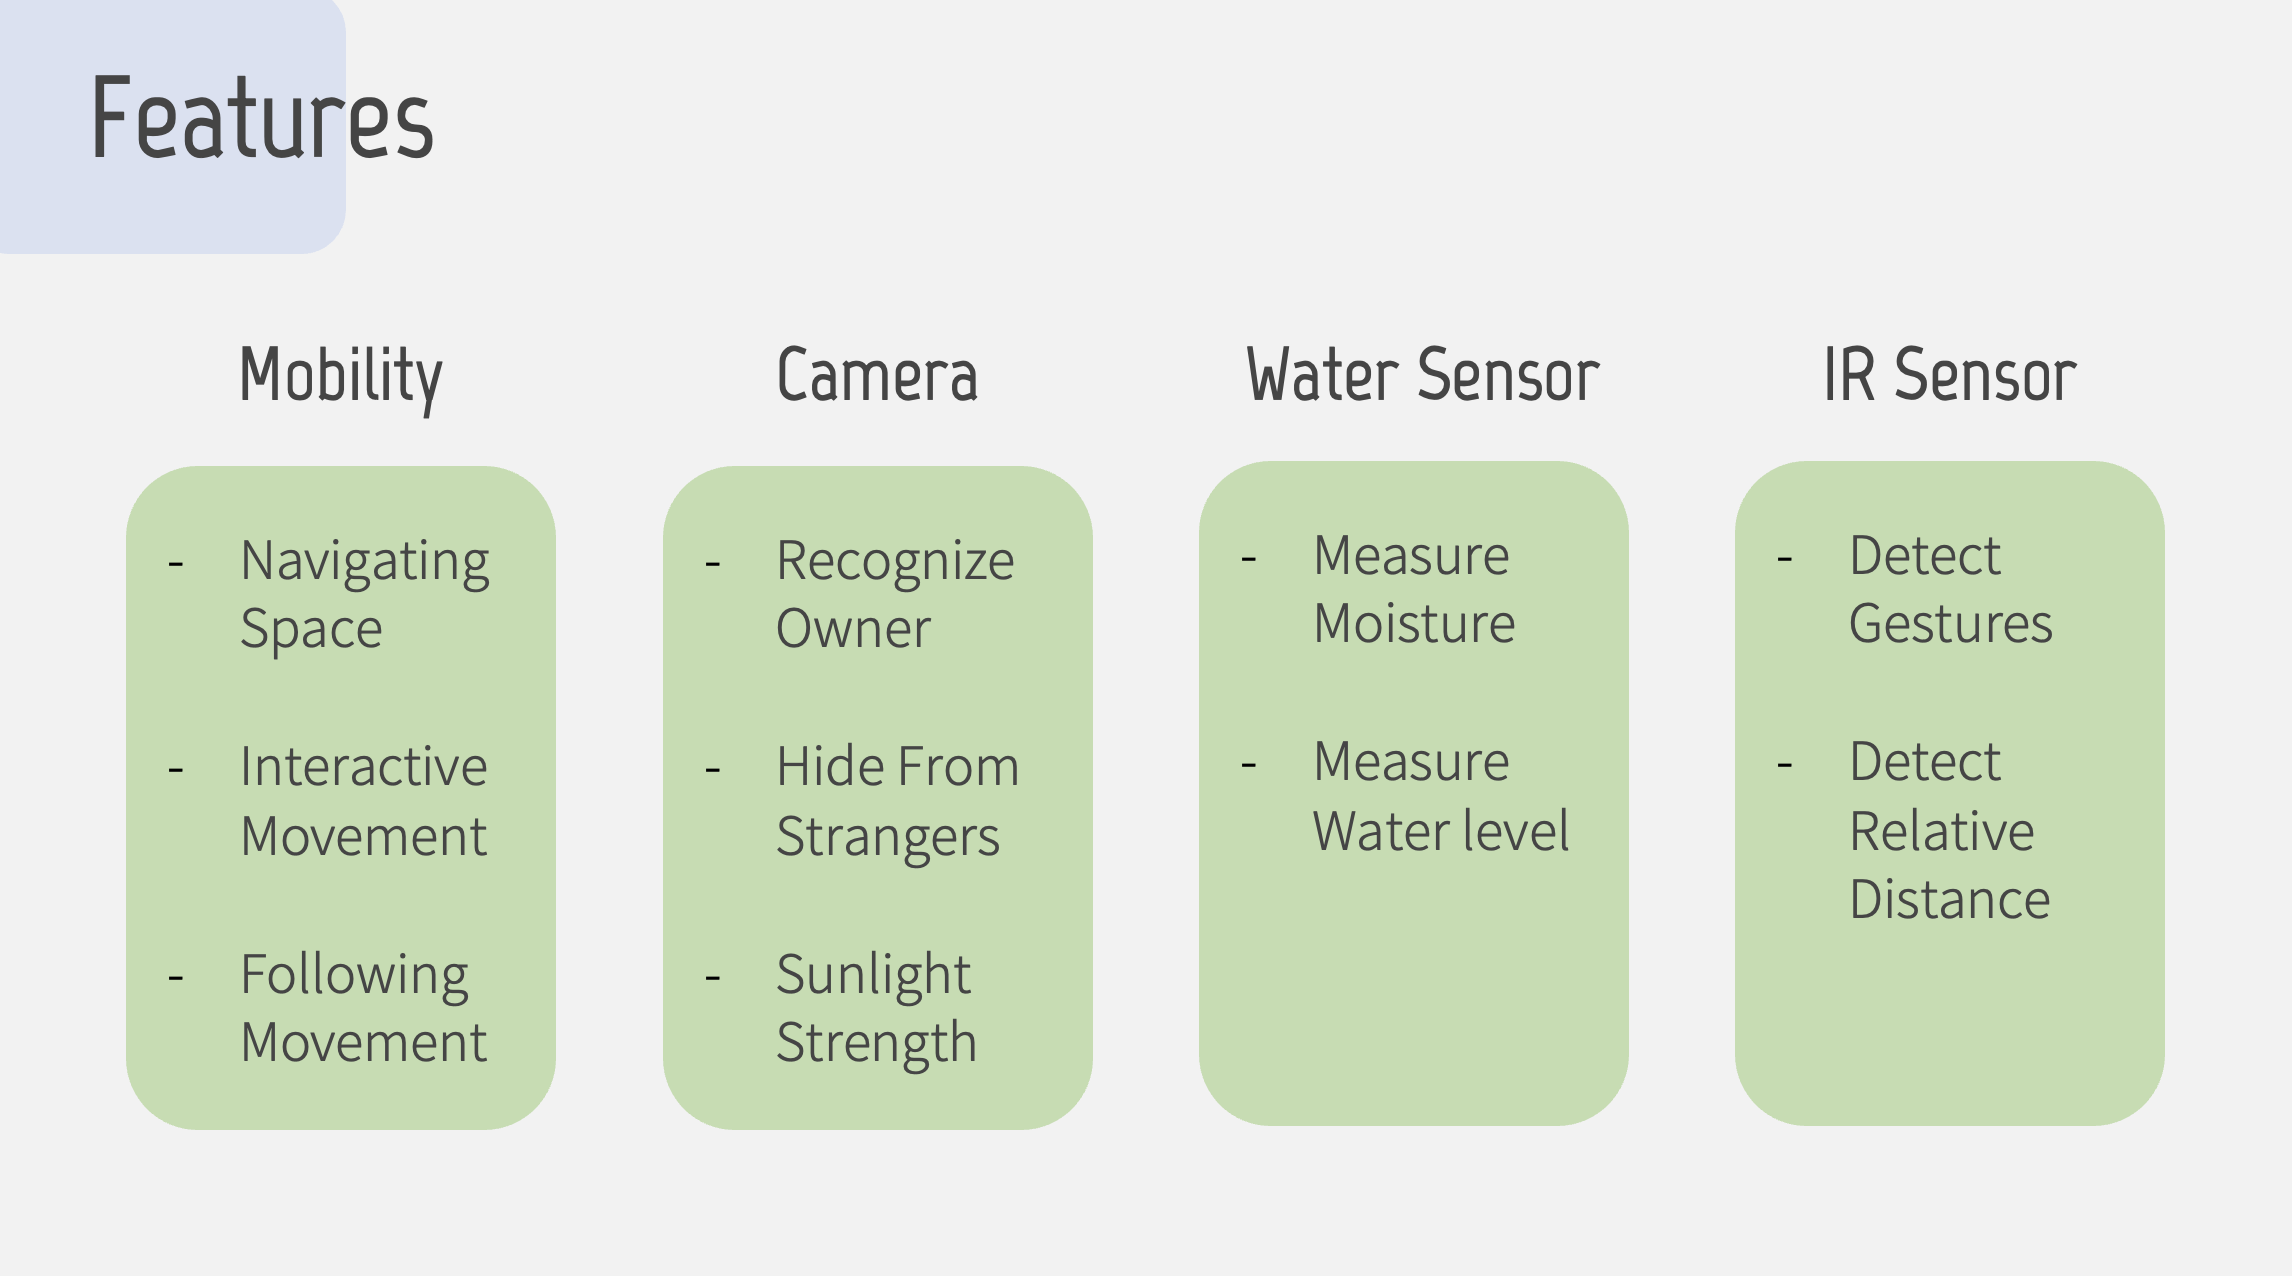 Features
Mobility
- Navigating
Space
- Interactive
Movement
- Following
Movement
Camera
- Recognize
Owner
- Hide From
Strangers
- Sunlight
Strength
Water Sensor
- Measure
Moisture
- Measure
Water level
IR Sensor
- Detect
Gestures
- Detect
Relative
Distance